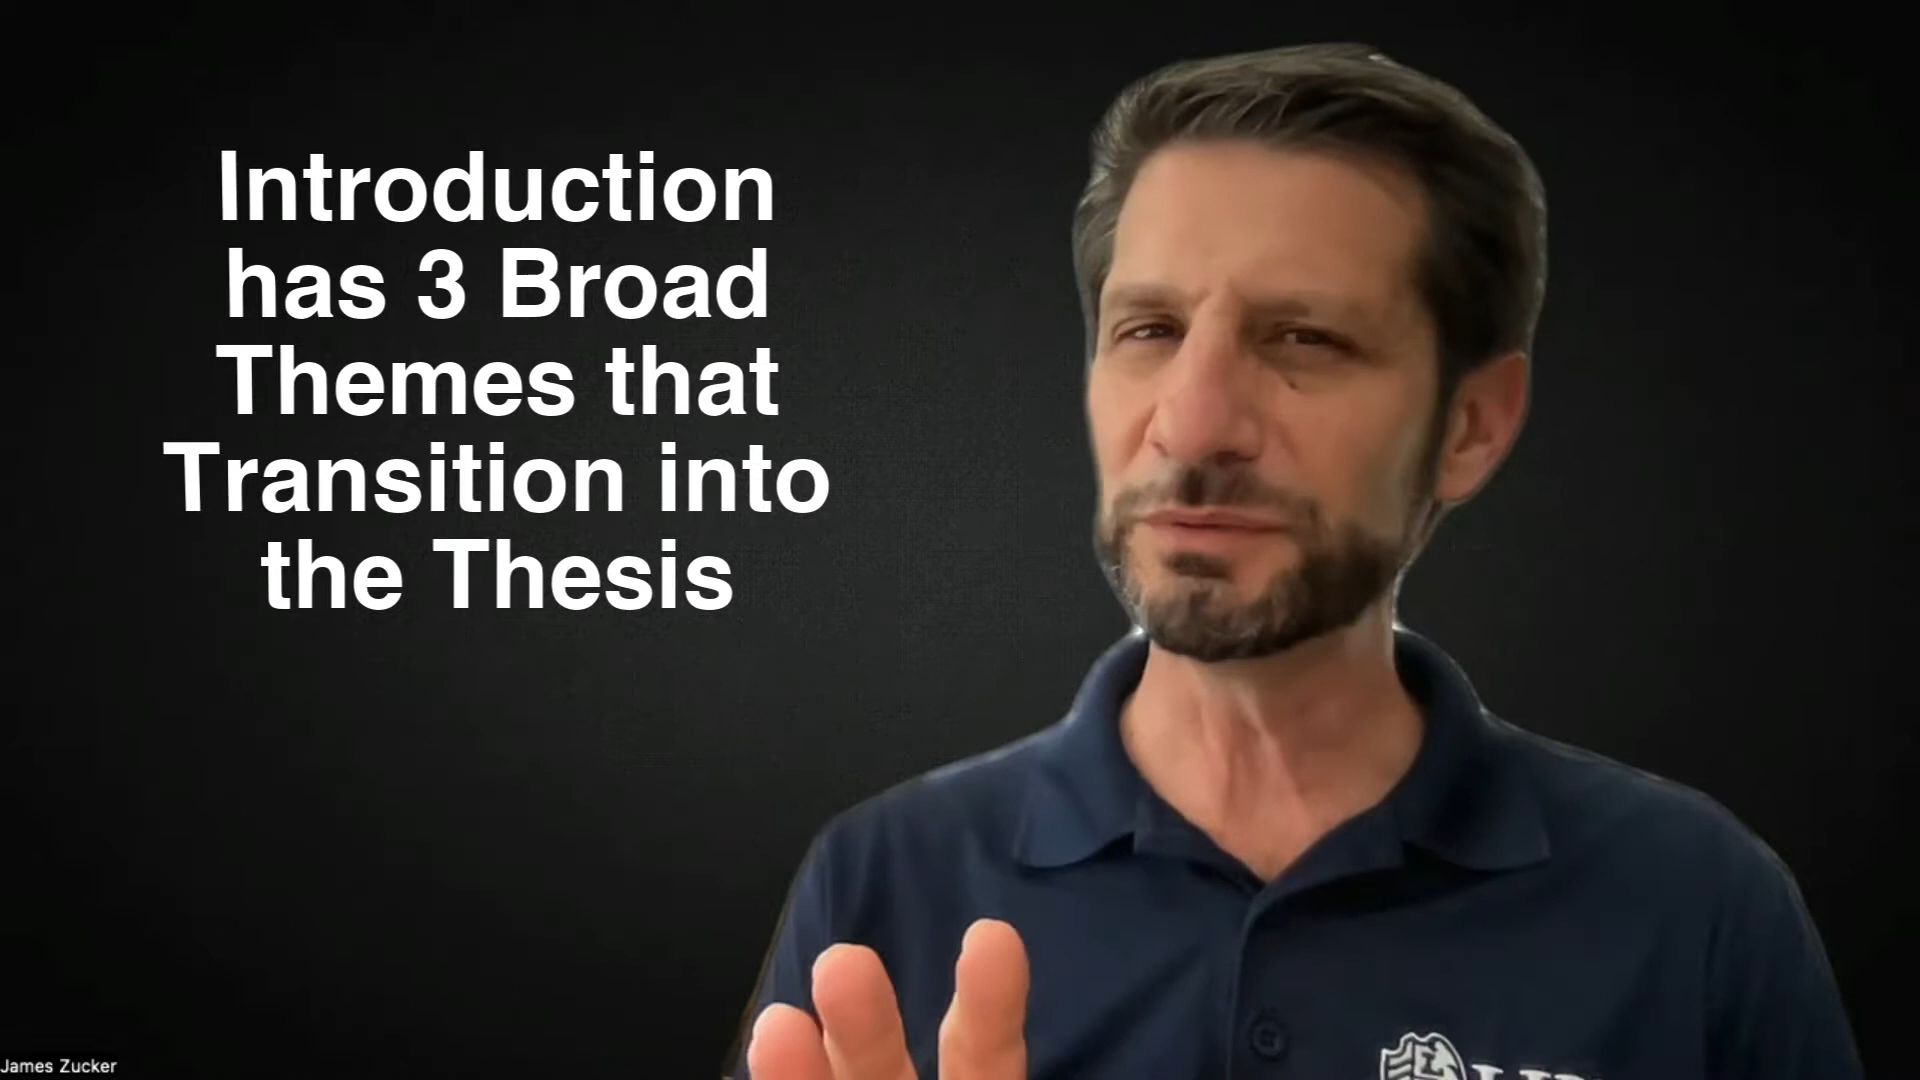 Introduction
has 3 Broad
Themes that
Transition into
the Thesis
James Zucker